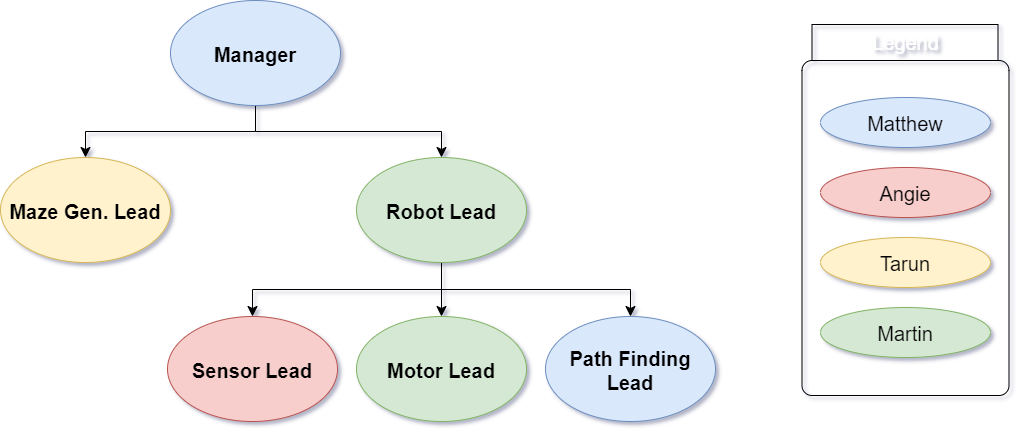 Manager
Maze Gen. Lead
Robot Lead
Sensor Lead
Motor Lead
Path Finding
Lead
Legend
Matthew
Angie
Tarun
Martin